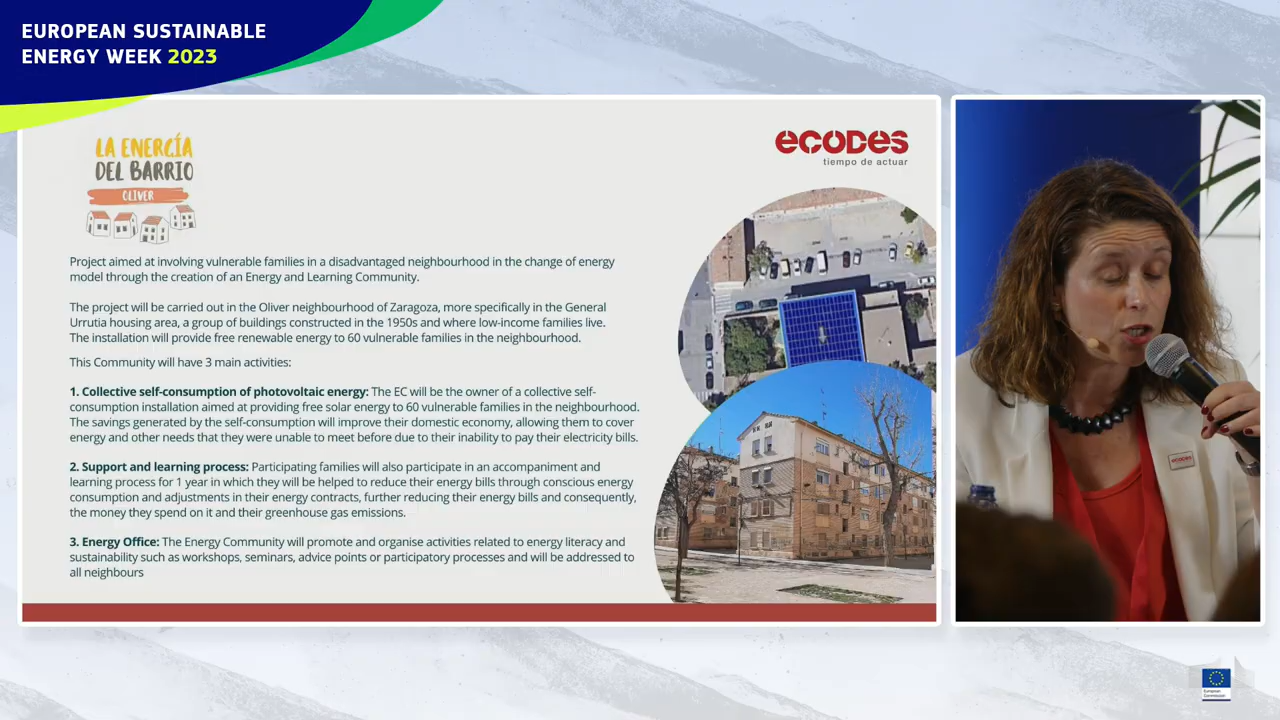 EUROPEAN SUSTAINABLE
ENERGY WEEK 2023
LA ENERGÍA
DEL BARRIO
OLIVER
ecodes
tiempo de actuar
Project aimed at involving vulnerable families in a disadvantaged neighbourhood in the change of energy
model through the creation of an Energy and Learning Community.
The project will be carried out in the Oliver neighbourhood of Zaragoza, more specifically in the General
Urrutia housing area, a group of buildings constructed in the 1950s and where low-income families live.
The installation will provide free renewable energy to 60 vulnerable families in the neighbourhood.
This Community will have 3 main activities:
1. Collective self-consumption of photovoltaic energy: The EC will be the owner of a collective self-
consumption installation aimed at providing free solar energy to 60 vulnerable families in the neighbourhood.
The savings generated by the self-consumption will improve their domestic economy, allowing them to cover
energy and other needs that they were unable to meet before due to their inability to pay their electricity bills.
2. Support and learning process: Participating families will also participate in an accompaniment and
learning process for 1 year in which they will be helped to reduce their energy bills through conscious energy
consumption and adjustments in their energy contracts, further reducing their energy bills and consequently,
the money they spend on it and their greenhouse gas emissions.
3. Energy Office: The Energy Community will promote and organise activities related to energy literacy and
sustainability such as workshops, seminars, advice points or participatory processes and will be addressed to
all neighbours
ecodes
European
Commission